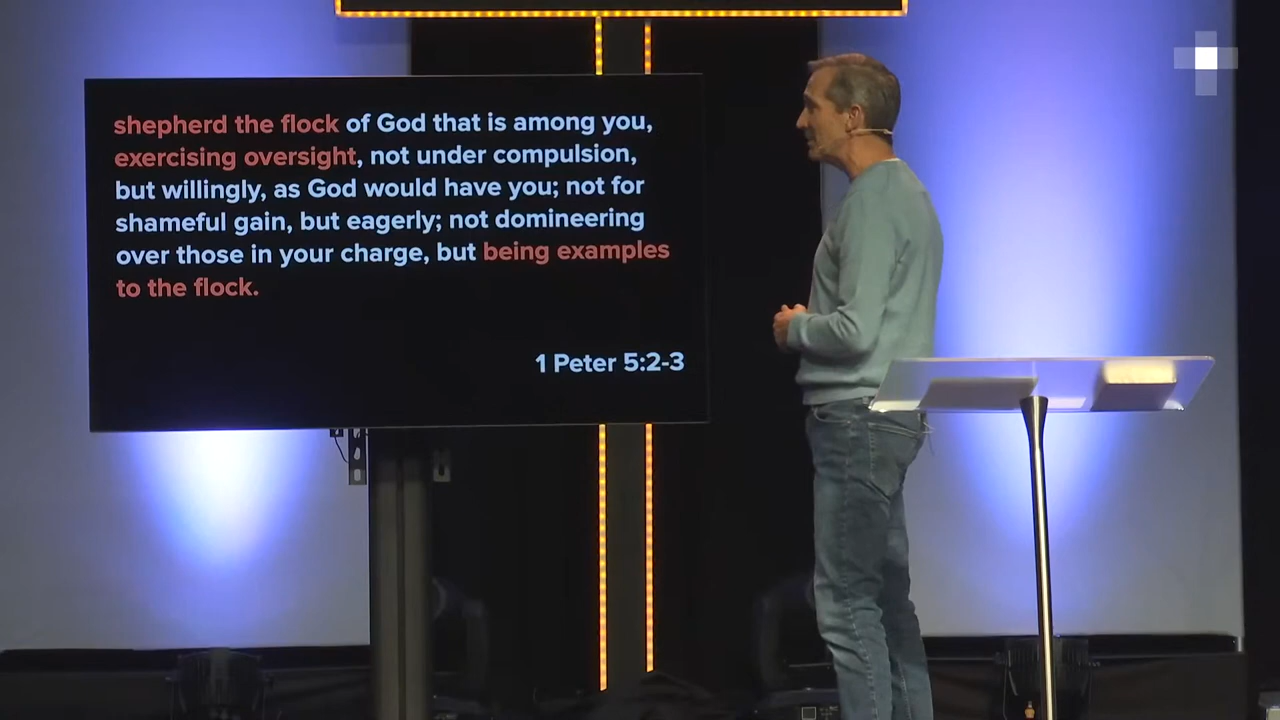 shepherd the flock of God that is among you,
exercising oversight, not under compulsion,
but willingly, as God would have you; not for
shameful gain, but eagerly; not domineering
over those in your charge, but being examples
to the flock.
1 Peter 5:2-3